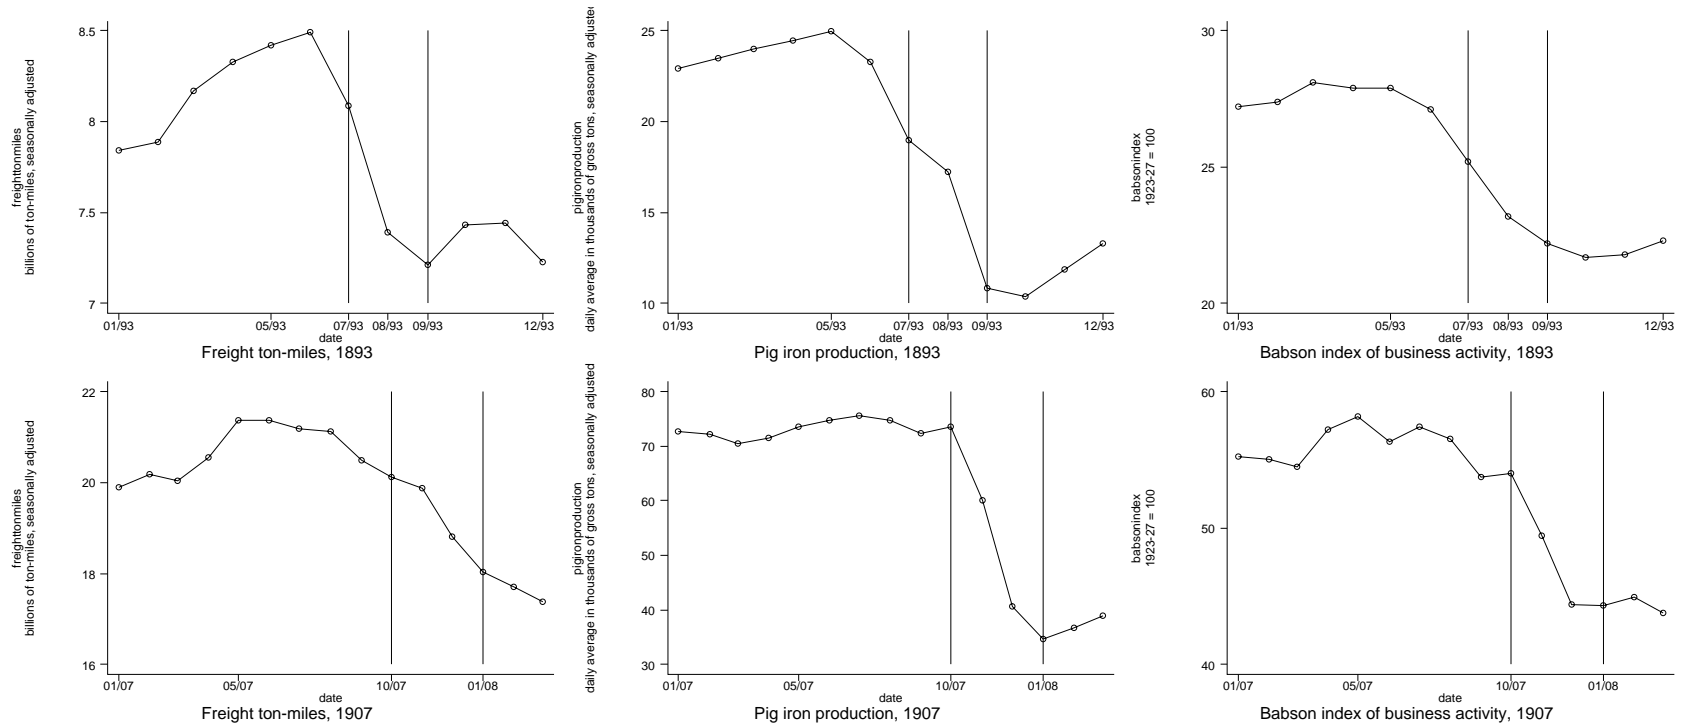 freighttonmiles
billions of ton-miles, seasonally adjusted
8.5
8
7.5
7
01/93 05/93 07/93 08/93 09/93 12/93
date
Freight ton-miles, 1893
pigironproduction
daily average in thousands of gross tons, seasonally adjusted
25
20
15
10
01/93 05/93 07/93 08/93 09/93 12/93
date
Pig iron production, 1893
babsonindex
1923-27 = 100
30
25
20
01/93 05/93 07/93 08/93 09/93 12/93
date
Babson index of business activity, 1893
freighttonmiles
billions of ton-miles, seasonally adjusted
22
20
18
16
01/07 05/07 10/07 01/08
date
Freight ton-miles, 1907
pigironproduction
daily average in thousands of gross tons, seasonally adjusted
80
70
60
50
40
30
01/07 05/07 10/07 01/08
date
Pig iron production, 1907
babsonindex
1923-27 = 100
60
50
40
01/07 05/07 10/07 01/08
date
Babson index of business activity, 1907